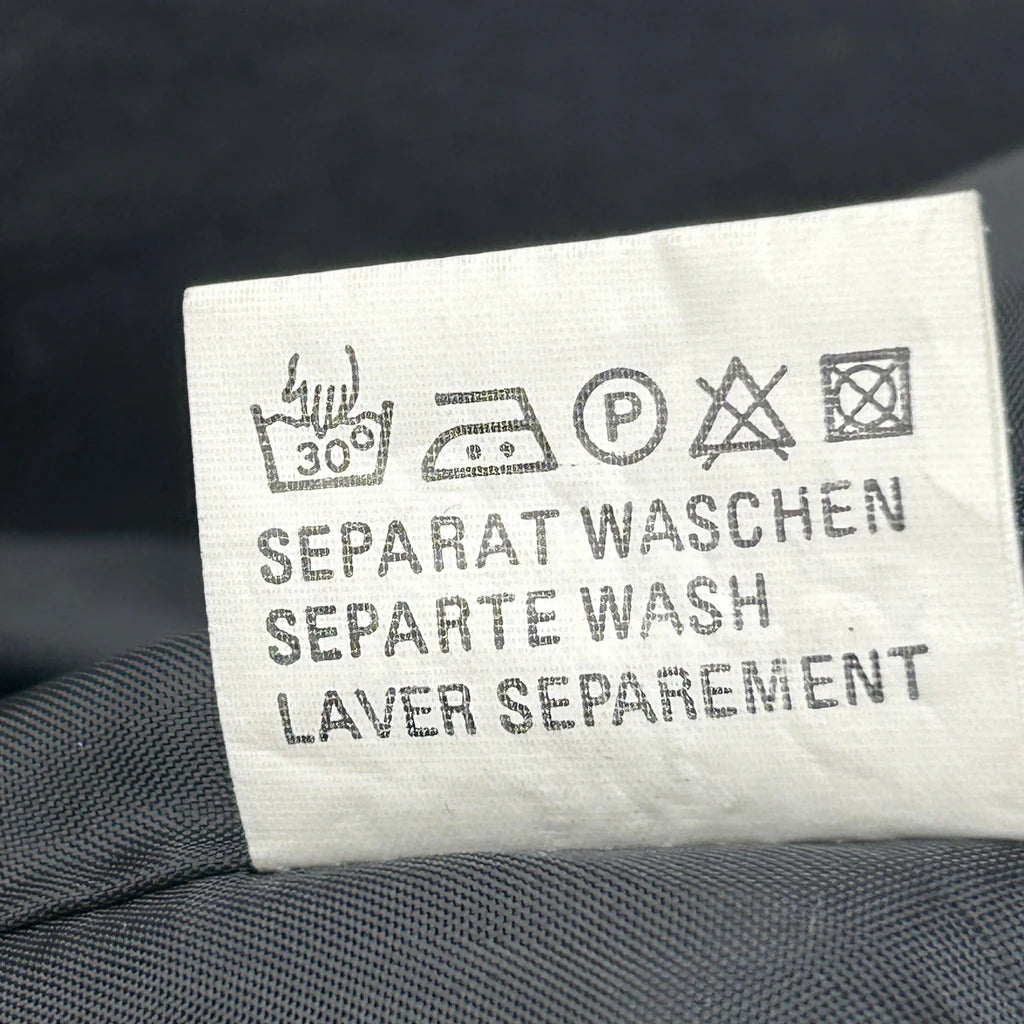 30°
P
SEPARAT WASCHEN
SEPARTE WASH
LAVER SEPAREMENT